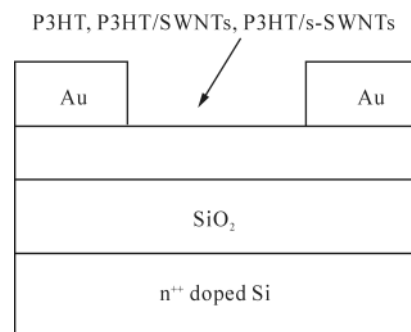 P3HT, P3HT/SWNTs, P3HT/s-SWNTs
Au Au
SiO₂
n⁺⁺ doped Si